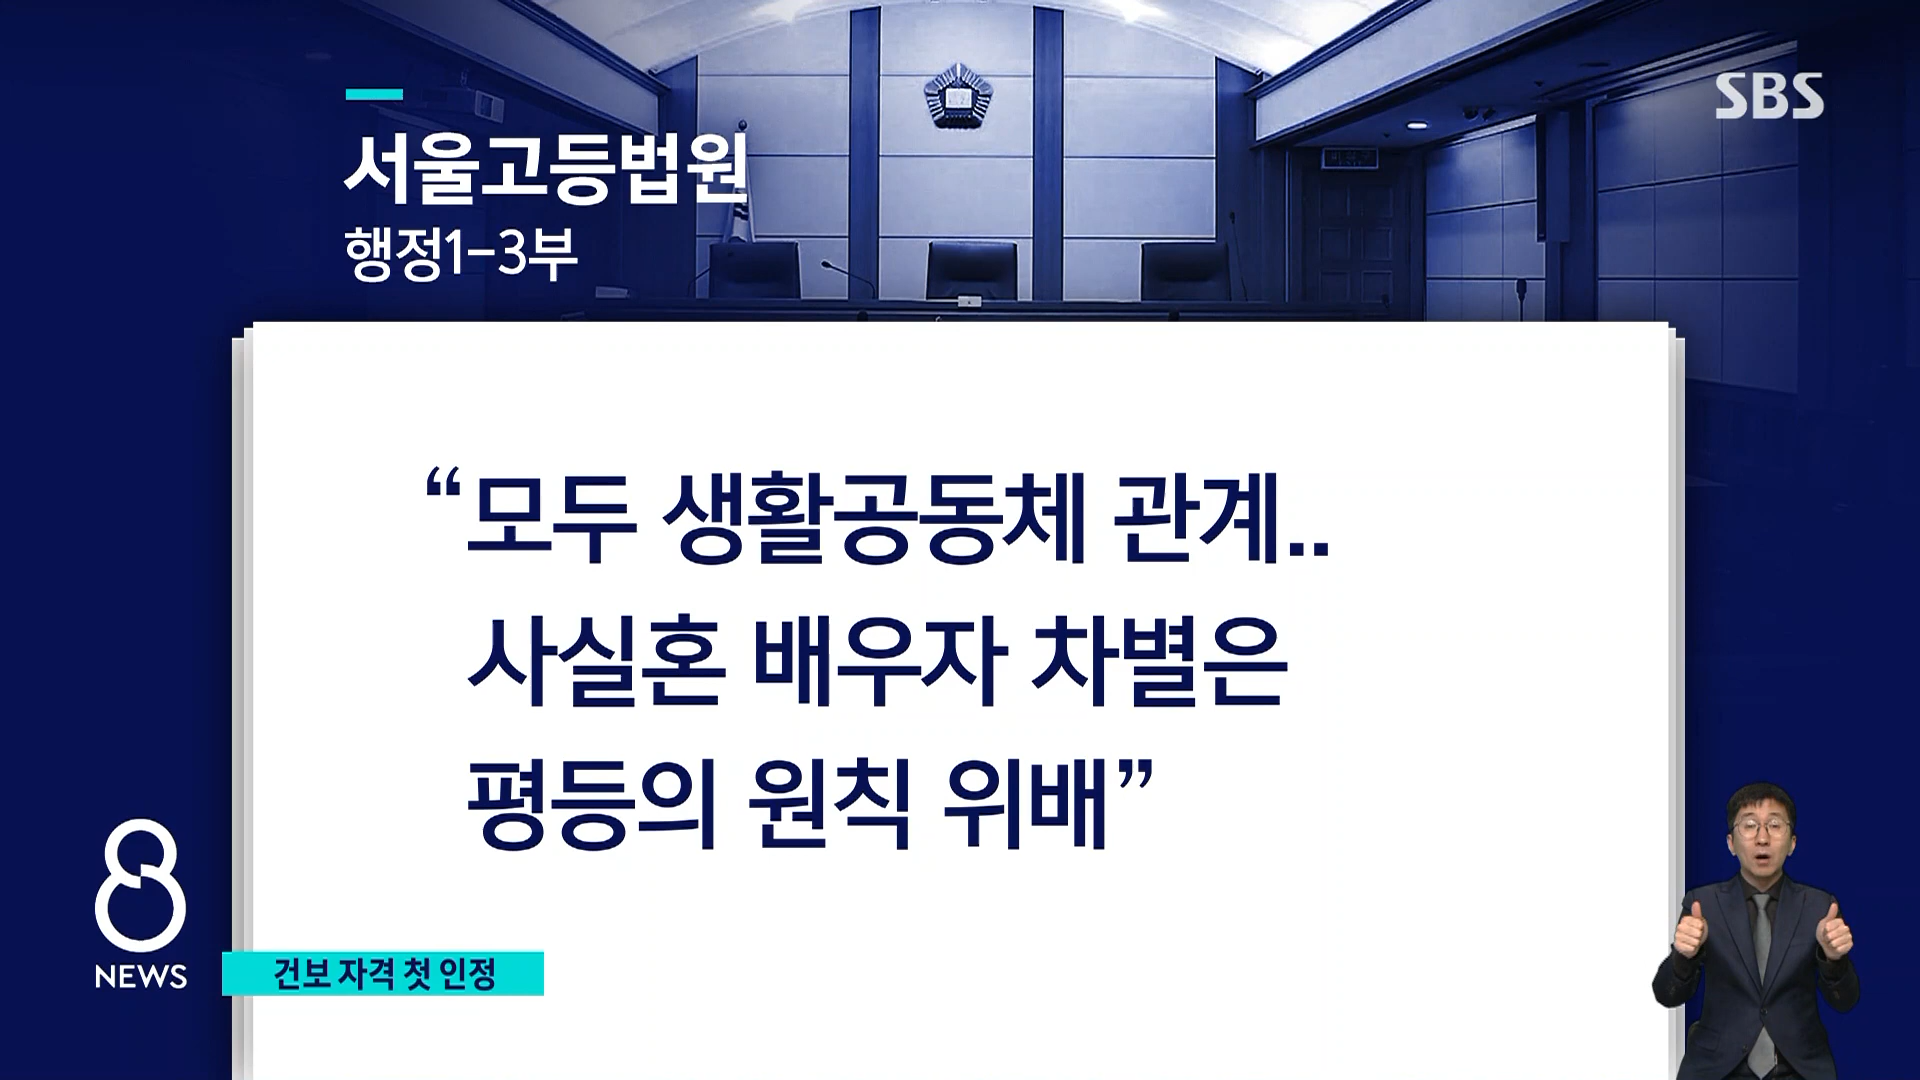 SBS
서울고등법원
행정1-3부
“모두 생활공동체 관계..
사실혼 배우자 차별은
평등의 원칙 위배”
8
NEWS
건보 자격 첫 인정